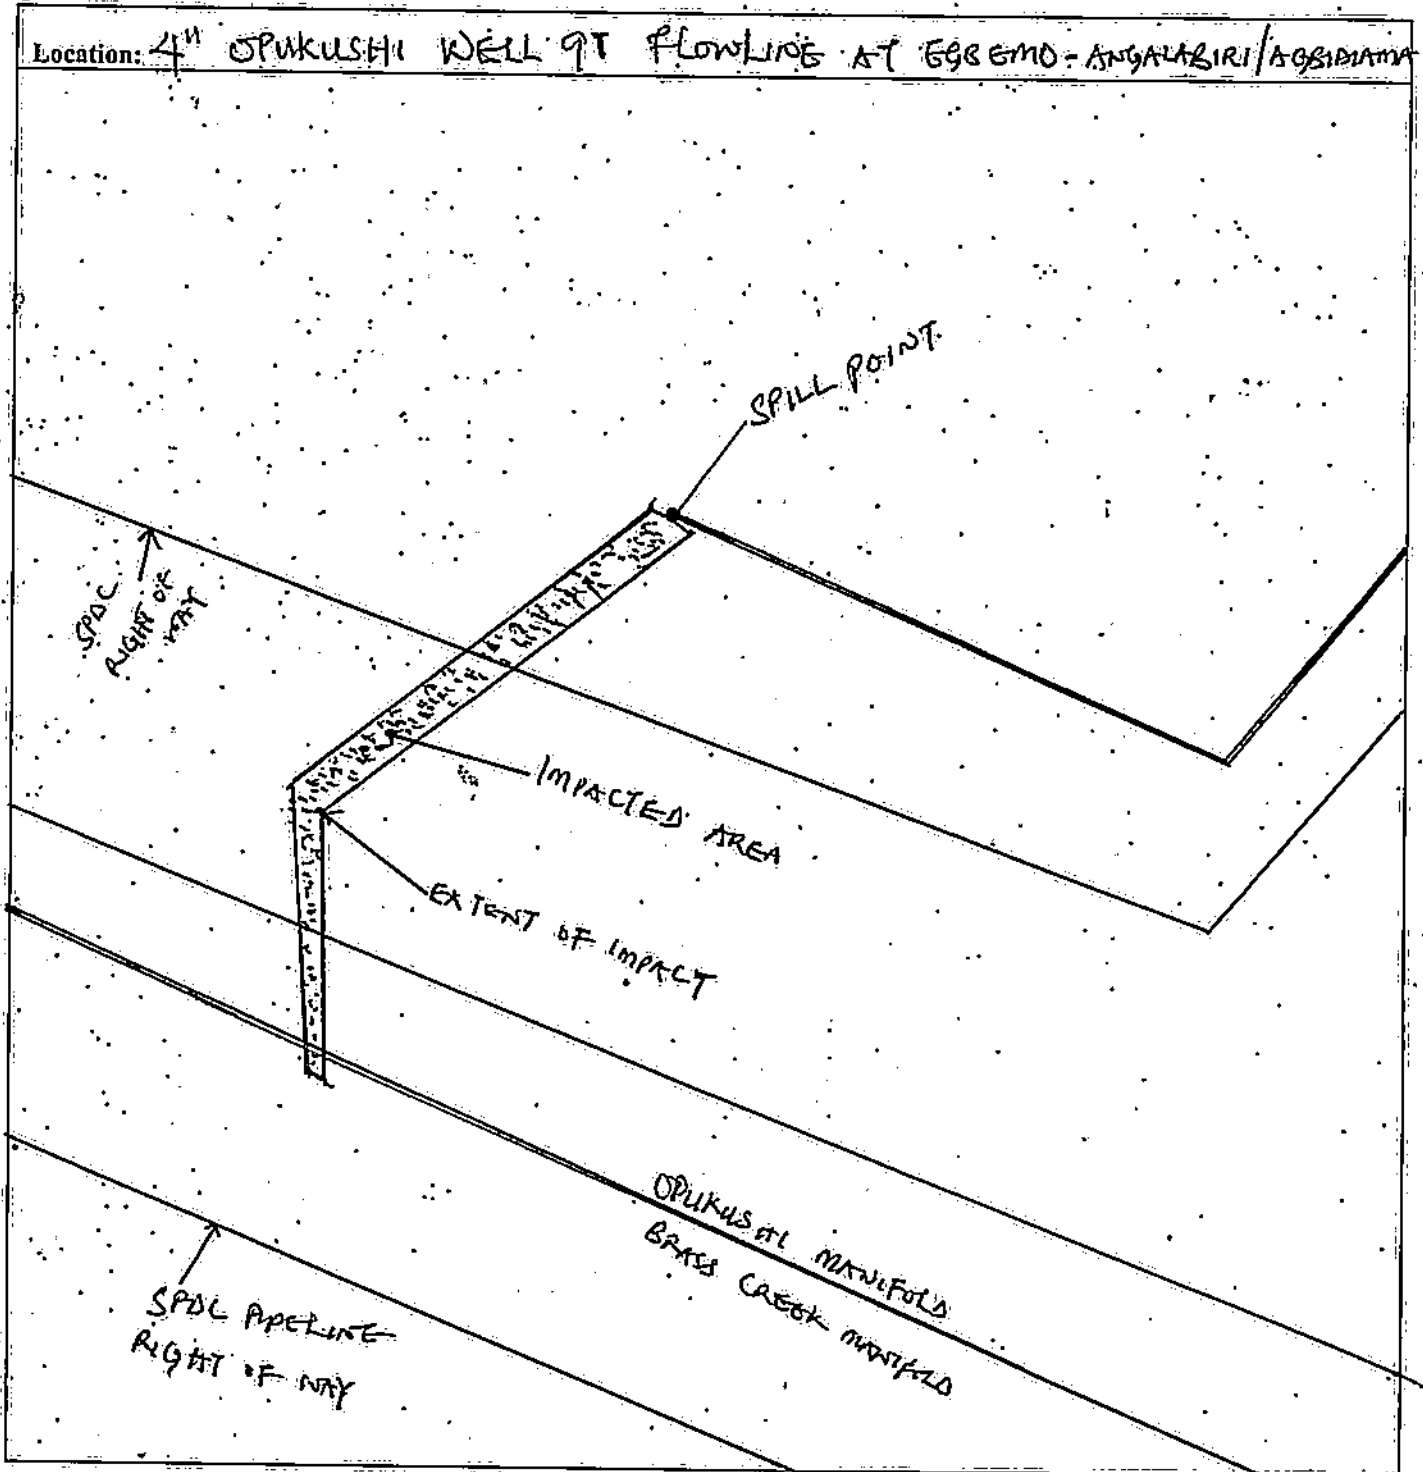 Location: 4" OPUKUSHI WELL 9T FLOWLINE AT EGBEMO-ANGALABIRI/AGBIDIAMA
SPILL POINT
SPDC
RIGHT OF
WAY
IMPACTED AREA
EXTENT OF IMPACT
OPUKUSHI MANIFOLD
BRASS CREEK MANIFOLD
SPDC PIPELINE
RIGHT OF WAY